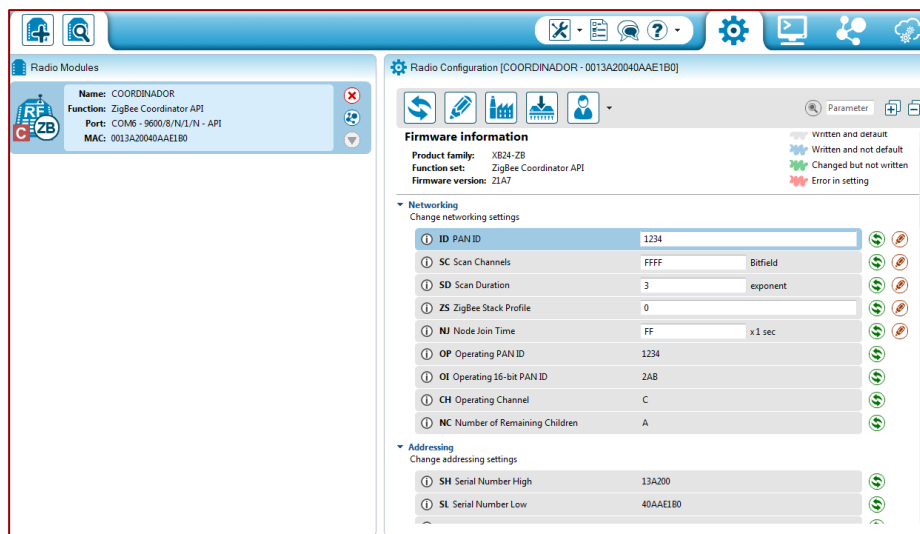 Radio Modules
Name: COORDINADOR
Function: ZigBee Coordinator API
Port: COM6 - 9600/8/N/1/N - API
MAC: 0013A20040AAE1B0
RF
C
ZB
Radio Configuration [COORDINADOR - 0013A20040AAE1B0]
Parameter
Firmware information
Product family: XB24-ZB
Function set: ZigBee Coordinator API
Firmware version: 21A7
Written and default
Written and not default
Changed but not written
Error in setting
Networking
Change networking settings
ID PAN ID 1234
SC Scan Channels FFFF Bitfield
SD Scan Duration 3 exponent
ZS ZigBee Stack Profile 0
NJ Node Join Time FF x 1 sec
OP Operating PAN ID 1234
OI Operating 16-bit PAN ID 2AB
CH Operating Channel C
NC Number of Remaining Children A
Addressing
Change addressing settings
SH Serial Number High 13A200
SL Serial Number Low 40AAE1B0